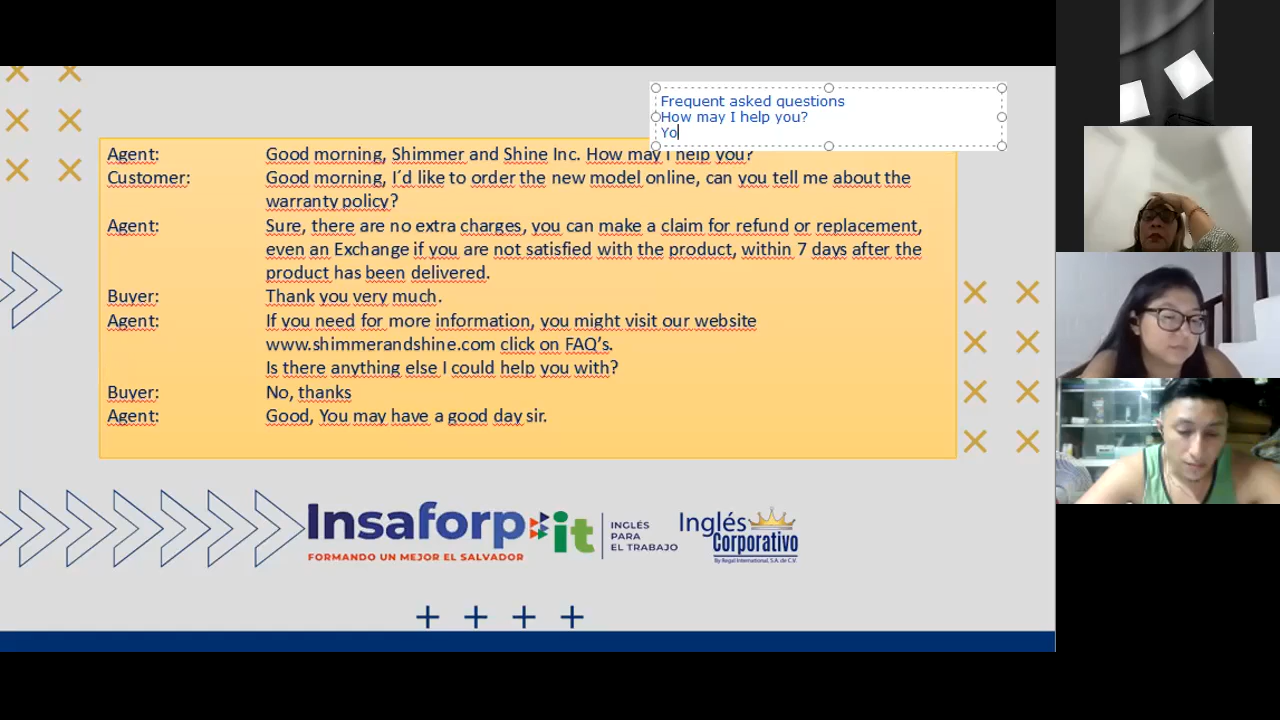 Frequent asked questions
How may I help you?
Yo
Agent: Good morning, Shimmer and Shine Inc. How may I help you?
Customer: Good morning, I´d like to order the new model online, can you tell me about the
warranty policy?
Agent: Sure, there are no extra charges, you can make a claim for refund or replacement,
even an Exchange if you are not satisfied with the product, within 7 days after the
product has been delivered.
Buyer: Thank you very much.
Agent: If you need for more information, you might visit our website
www.shimmerandshine.com click on FAQ’s.
Is there anything else I could help you with?
Buyer: No, thanks
Agent: Good, You may have a good day sir.
Insaforp
FORMANDO UN MEJOR EL SALVADOR
it
INGLÉS
PARA
EL TRABAJO
Inglés
Corporativo
By Regal International, S.A. de C.V.